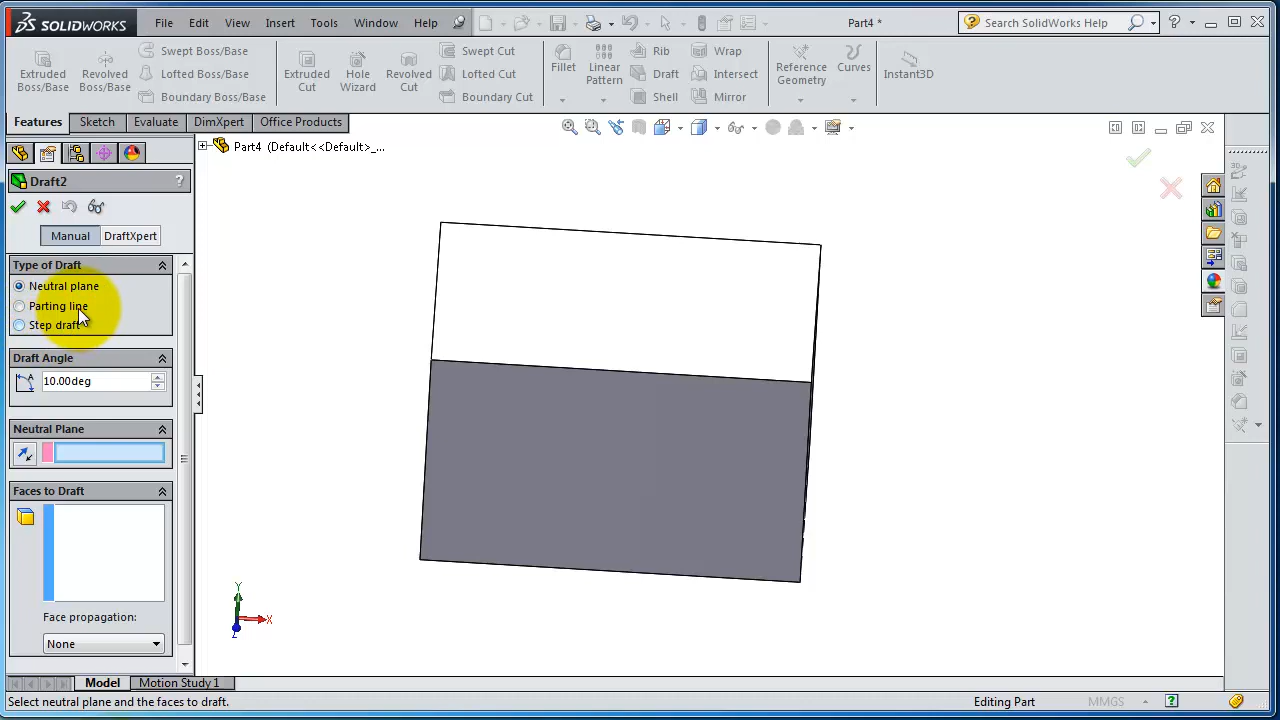 SOLIDWORKS File Edit View Insert Tools Window Help Part4 * Search SolidWorks Help
Extruded Boss/Base
Revolved Boss/Base
Swept Boss/Base
Lofted Boss/Base
Boundary Boss/Base
Extruded Cut
Hole Wizard
Revolved Cut
Swept Cut
Lofted Cut
Boundary Cut
Fillet
Linear Pattern
Rib
Draft
Shell
Wrap
Intersect
Mirror
Reference Geometry
Curves
Instant3D
Features Sketch Evaluate DimXpert Office Products
Part4 (Default<<Default>_...
Draft2 ?
Manual DraftXpert
Type of Draft
Neutral plane
Parting line
Step draft
Draft Angle
10.00deg
Neutral Plane
Faces to Draft
Face propagation:
None
X
Y
Z
Model Motion Study 1
Select neutral plane and the faces to draft. Editing Part MMGS